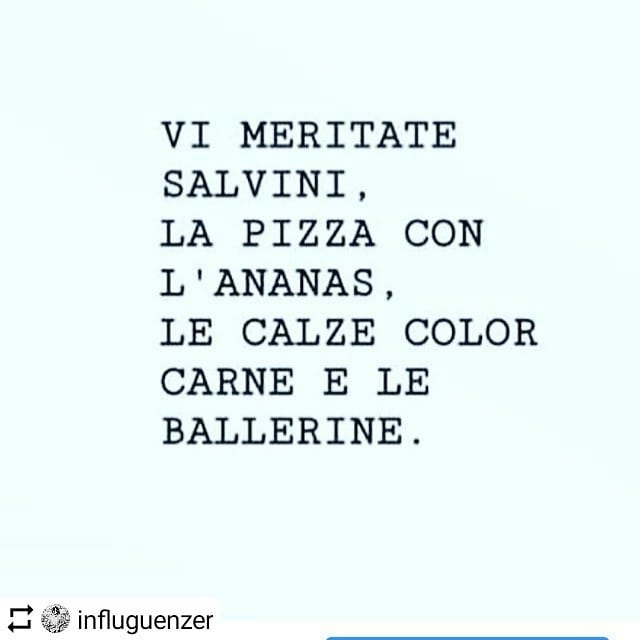 VI MERITATE
SALVINI,
LA PIZZA CON
L'ANANAS,
LE CALZE COLOR
CARNE E LE
BALLERINE.
influguenzer